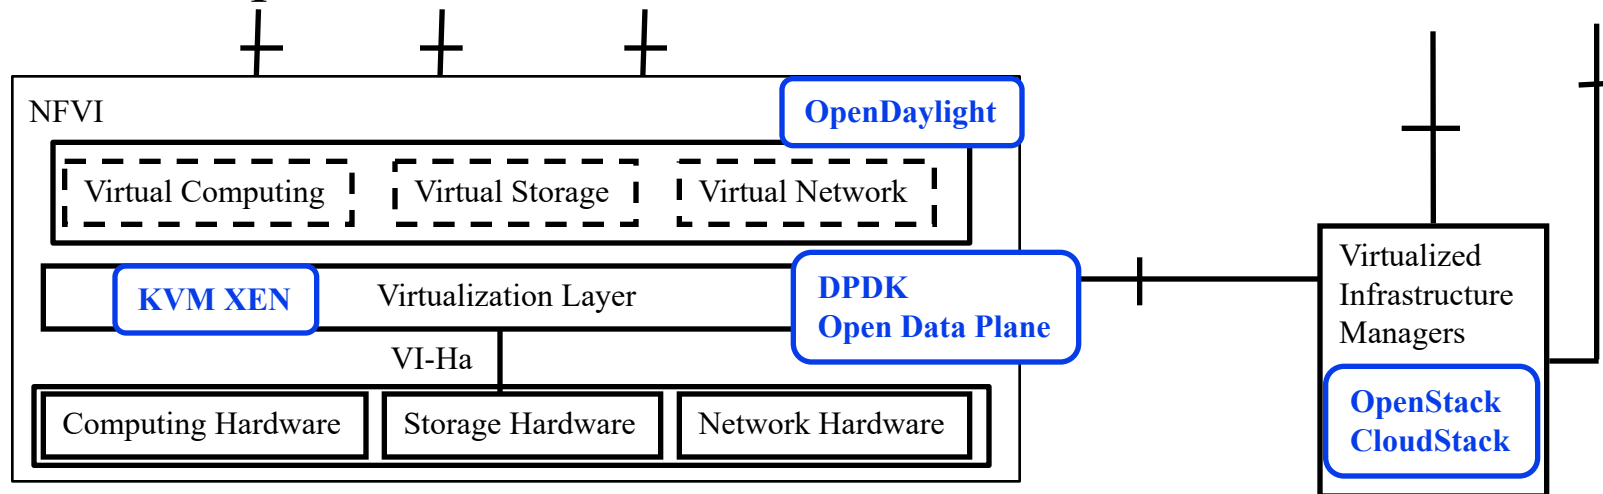 NFVI
OpenDaylight
Virtual Computing
Virtual Storage
Virtual Network
KVM XEN
Virtualization Layer
DPDK
Open Data Plane
VI-Ha
Computing Hardware
Storage Hardware
Network Hardware
Virtualized
Infrastructure
Managers
OpenStack
CloudStack